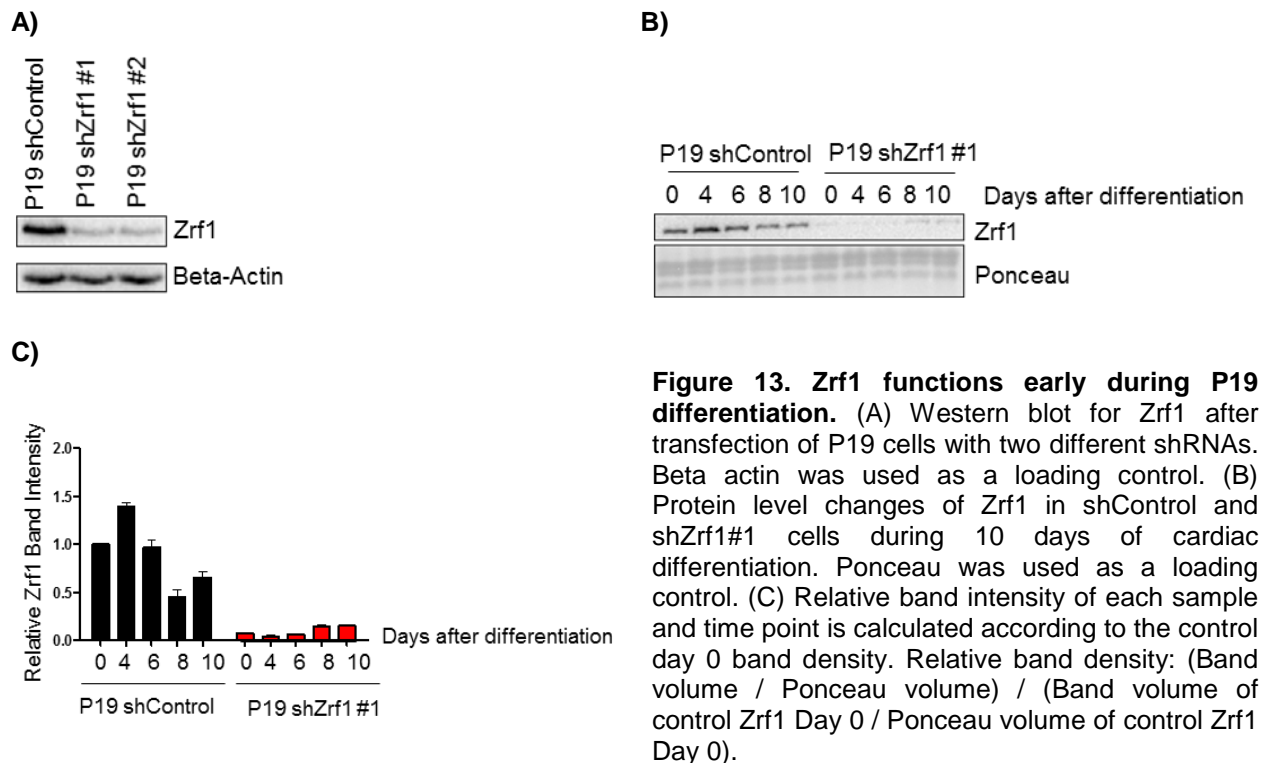 A)
P19 shControl
P19 shZrf1 #1
P19 shZrf1 #2
Zrf1
Beta-Actin
B)
P19 shControl P19 shZrf1 #1
0 4 6 8 10 0 4 6 8 10 Days after differentiation
Zrf1
Ponceau
C)
Relative Zrf1 Band Intensity
2.0
1.5
1.0
0.5
0.0
0 4 6 8 10 0 4 6 8 10 Days after differentiation
P19 shControl P19 shZrf1 #1
Figure 13. Zrf1 functions early during P19
differentiation. (A) Western blot for Zrf1 after
transfection of P19 cells with two different shRNAs.
Beta actin was used as a loading control. (B)
Protein level changes of Zrf1 in shControl and
shZrf1#1 cells during 10 days of cardiac
differentiation. Ponceau was used as a loading
control. (C) Relative band intensity of each sample
and time point is calculated according to the control
day 0 band density. Relative band density: (Band
volume / Ponceau volume) / (Band volume of
control Zrf1 Day 0 / Ponceau volume of control Zrf1
Day 0).